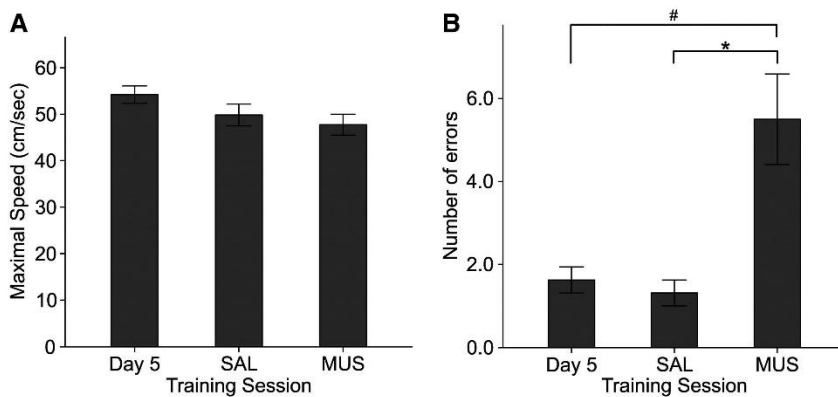 A
Maximal Speed (cm/sec)
60
50
40
30
20
10
0
Day 5 SAL MUS
Training Session
B
#
*
Number of errors
6.0
4.0
2.0
0.0
Day 5 SAL MUS
Training Session